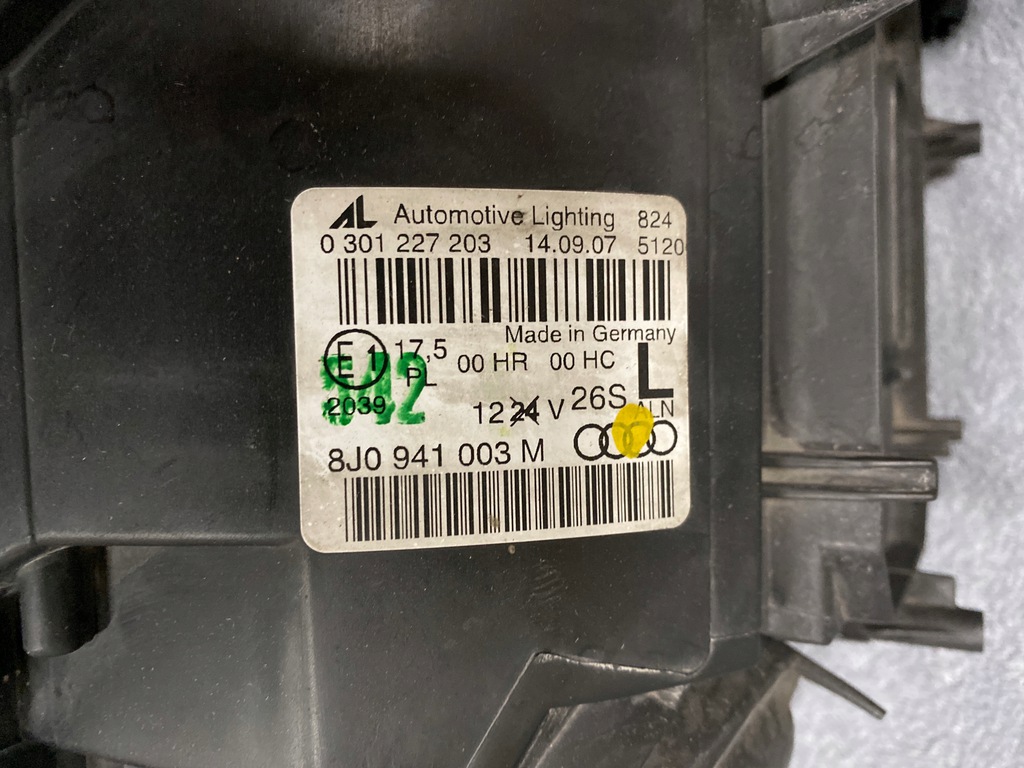 AL Automotive Lighting 824
0 301 227 203 14.09.07 5120
Made in Germany
E1 17,5 00 HR 00 HC L
PL
2039 12 24 V 26S ALN
8J0 941 003 M